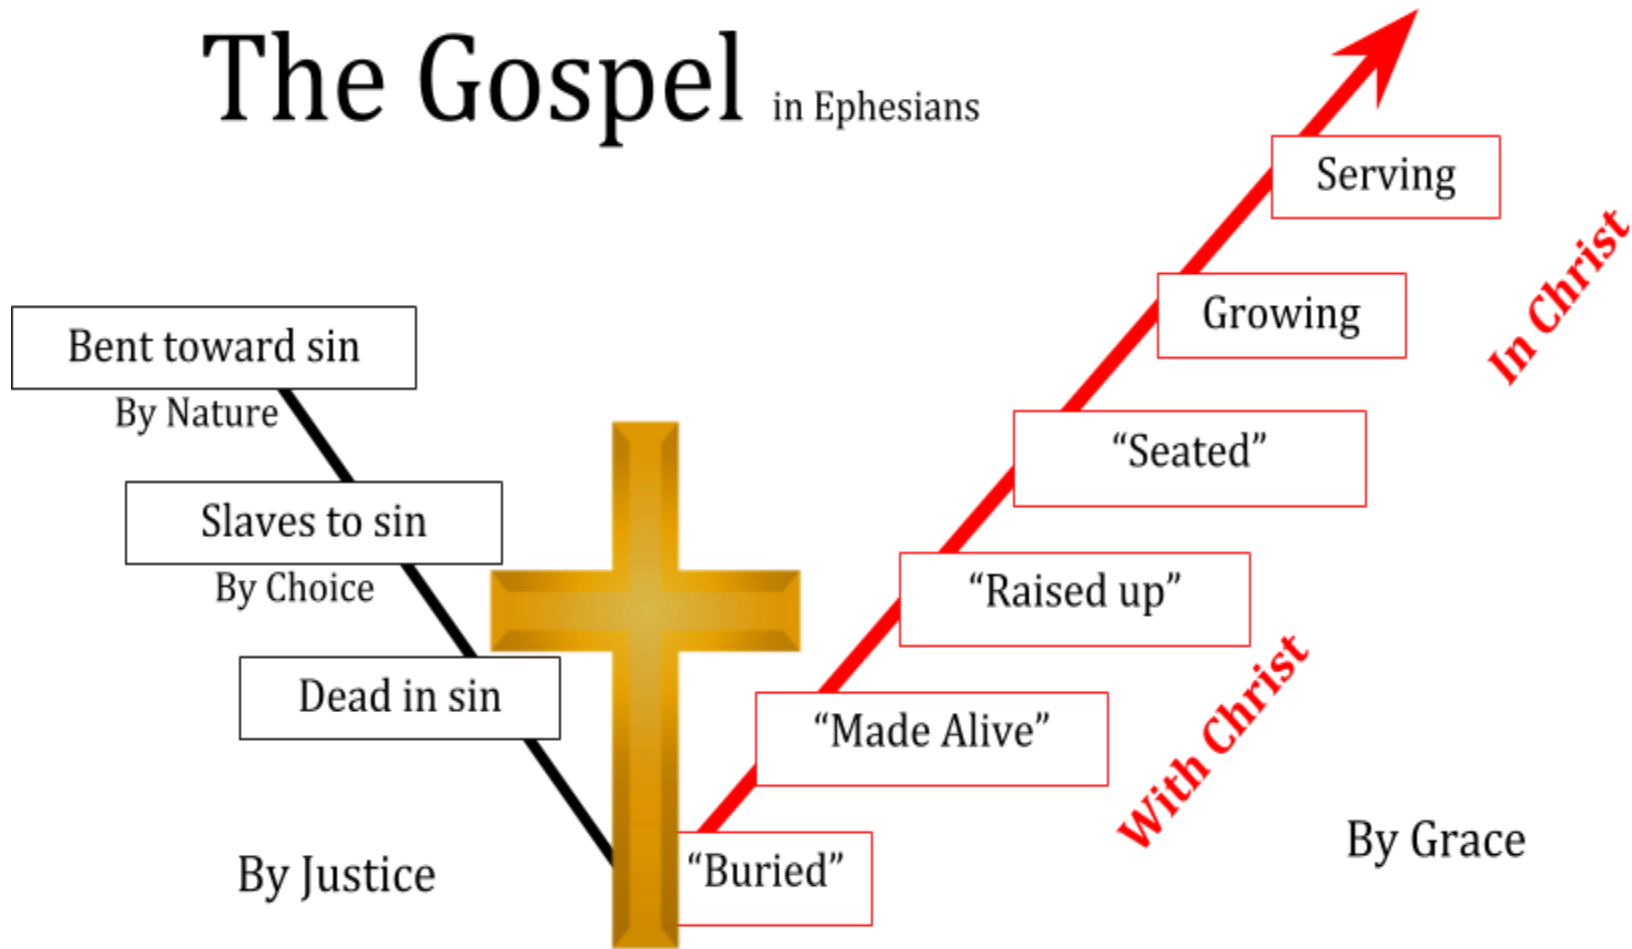 The Gospel in Ephesians
Bent toward sin
By Nature
Slaves to sin
By Choice
Dead in sin
By Justice
“Buried”
“Made Alive”
“Raised up”
“Seated”
Growing
Serving
With Christ
In Christ
By Grace